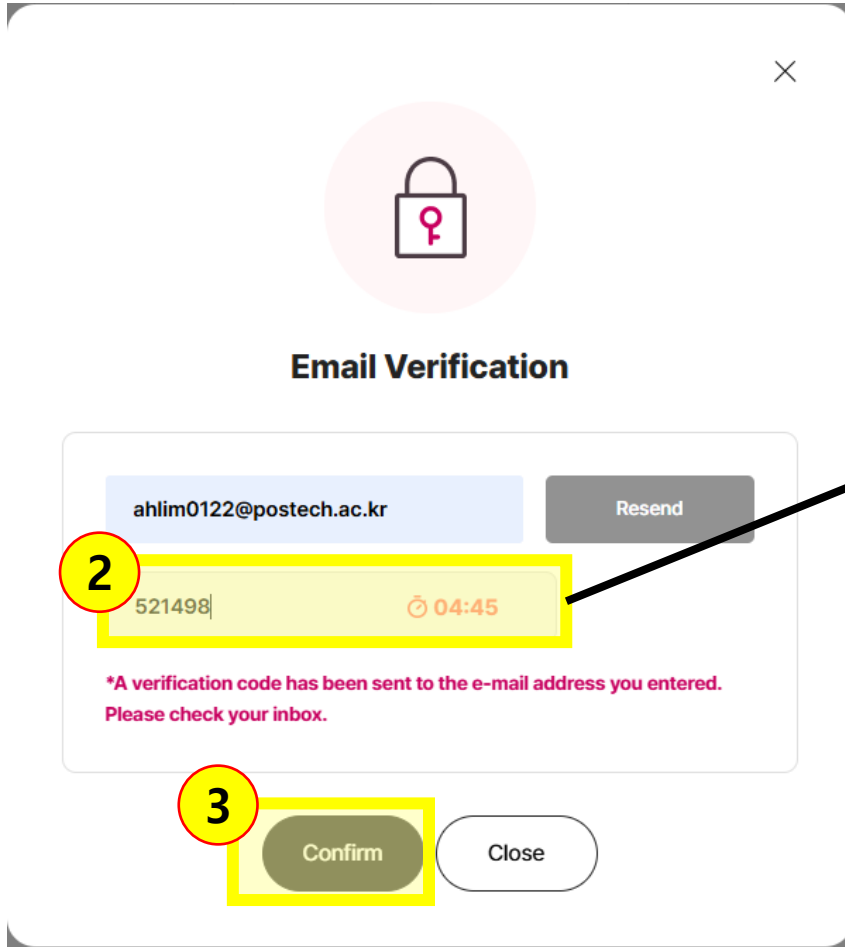 Email Verification
ahlim0122@postech.ac.kr
Resend
2
521498
04:45
*A verification code has been sent to the e-mail address you entered.
Please check your inbox.
3
Confirm
Close